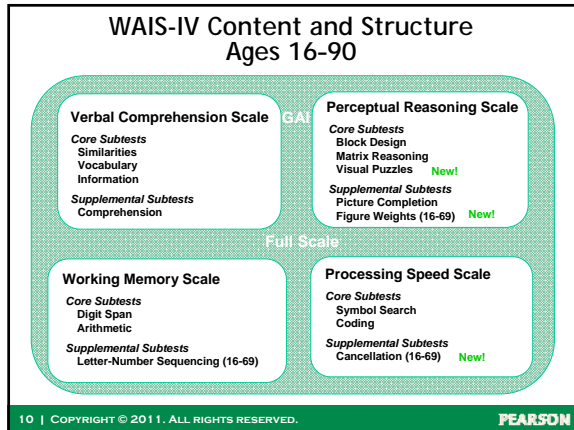 WAIS-IV Content and Structure
Ages 16-90
Verbal Comprehension Scale
Core Subtests
Similarities
Vocabulary
Information
Supplemental Subtests
Comprehension
GAI
Perceptual Reasoning Scale
Core Subtests
Block Design
Matrix Reasoning
Visual Puzzles New!
Supplemental Subtests
Picture Completion
Figure Weights (16-69) New!
Full Scale
Working Memory Scale
Core Subtests
Digit Span
Arithmetic
Supplemental Subtests
Letter-Number Sequencing (16-69)
Processing Speed Scale
Core Subtests
Symbol Search
Coding
Supplemental Subtests
Cancellation (16-69) New!
10 | COPYRIGHT © 2011. ALL RIGHTS RESERVED.
PEARSON